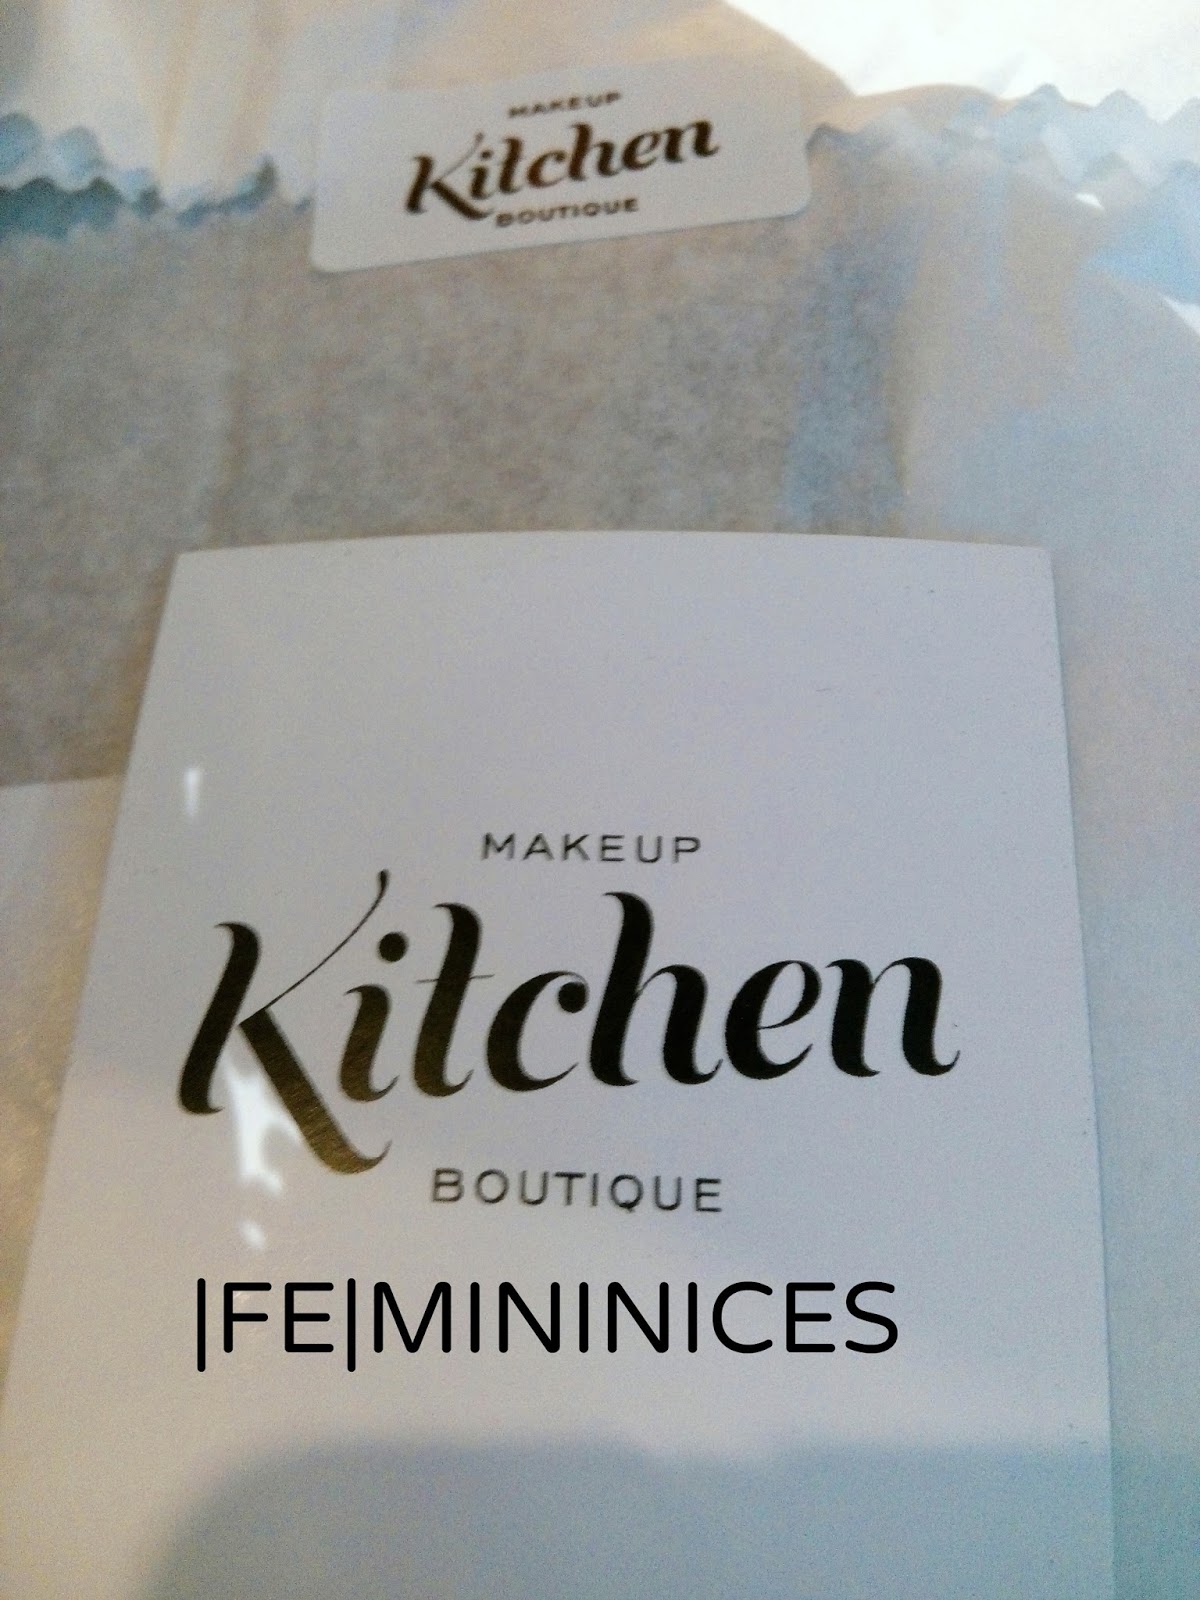 MAKEUP
Kitchen
BOUTIQUE
MAKEUP
Kitchen
BOUTIQUE
|FE|MININICES